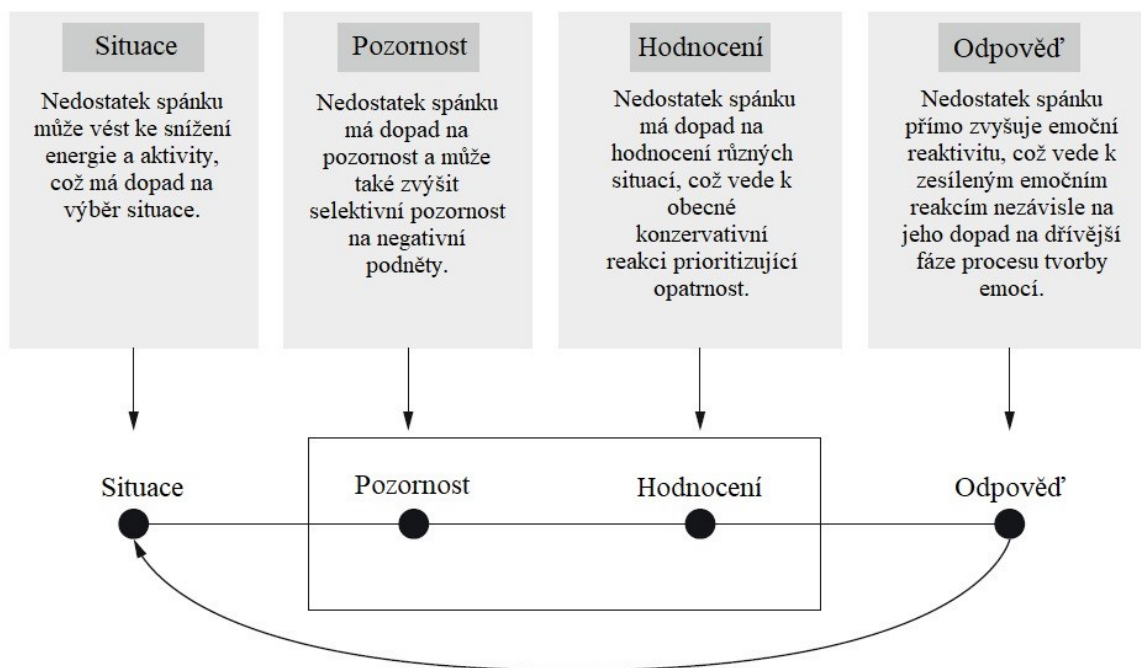 Situace
Nedostatek spánku
může vést ke snížení
energie a aktivity,
což má dopad na
výběr situace.
Pozornost
Nedostatek spánku
má dopad na
pozornost a může
také zvýšit
selektivní pozornost
na negativní
podněty.
Hodnocení
Nedostatek spánku
má dopad na
hodnocení různých
situací, což vede k
obecné
konzervativní
reakci prioritizující
opatrnost.
Odpověď
Nedostatek spánku
přímo zvyšuje emoční
reaktivitu, což vede k
zesíleným emočním
reakcím nezávisle na
jeho dopad na dřívější
fáze procesu tvorby
emocí.
Situace
Pozornost
Hodnocení
Odpověď